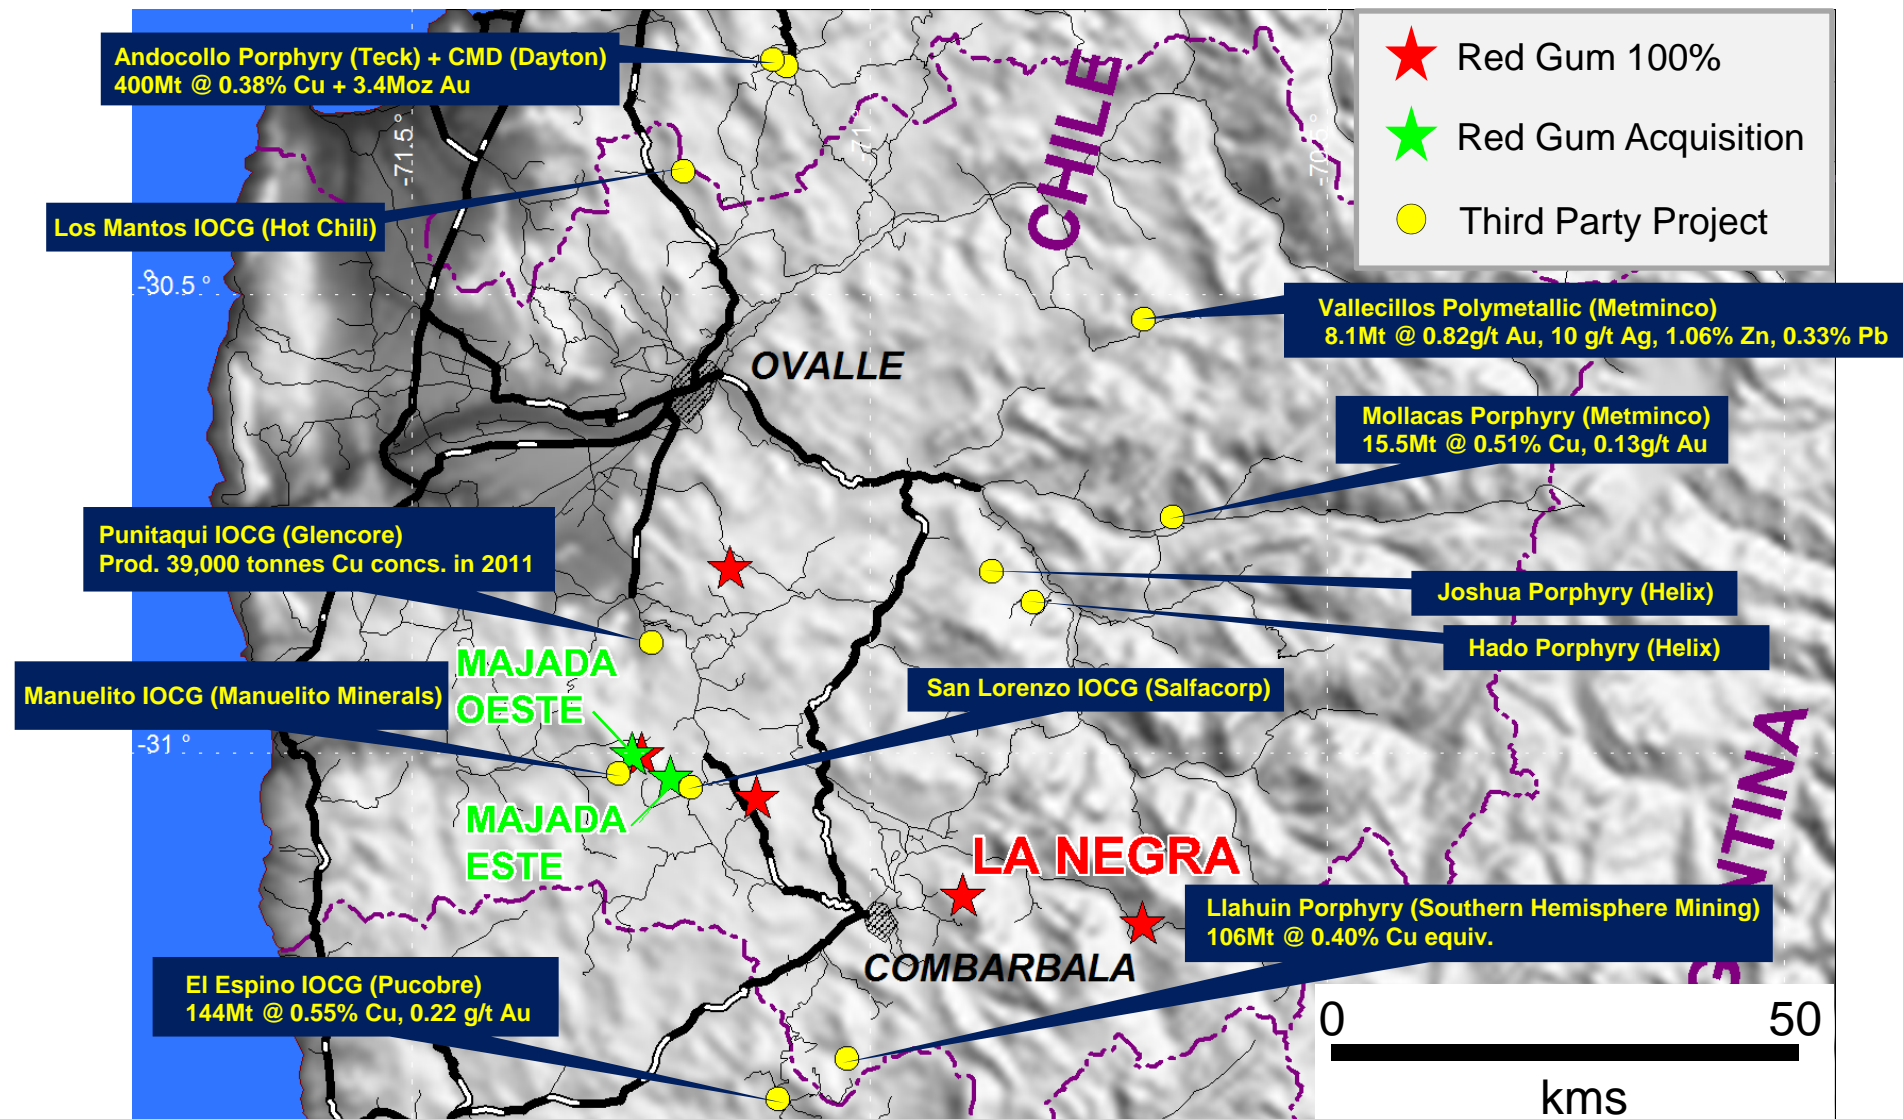 Andocollo Porphyry (Teck) + CMD (Dayton)
400Mt @ 0.38% Cu + 3.4Moz Au
Red Gum 100%
Red Gum Acquisition
Third Party Project
CHILE
-71.5 °
-71 °
-70.5 °
Los Mantos IOCG (Hot Chili)
-30.5 °
Vallecillos Polymetallic (Metminco)
8.1Mt @ 0.82g/t Au, 10 g/t Ag, 1.06% Zn, 0.33% Pb
OVALLE
Mollacas Porphyry (Metminco)
15.5Mt @ 0.51% Cu, 0.13g/t Au
Punitaqui IOCG (Glencore)
Prod. 39,000 tonnes Cu concs. in 2011
Joshua Porphyry (Helix)
Hado Porphyry (Helix)
MAJADA
OESTE
San Lorenzo IOCG (Salfacorp)
Manuelito IOCG (Manuelito Minerals)
-31 °
MAJADA
ESTE
LA NEGRA
NTINA
Llahuin Porphyry (Southern Hemisphere Mining)
106Mt @ 0.40% Cu equiv.
COMBARBALA
El Espino IOCG (Pucobre)
144Mt @ 0.55% Cu, 0.22 g/t Au
0 50
kms